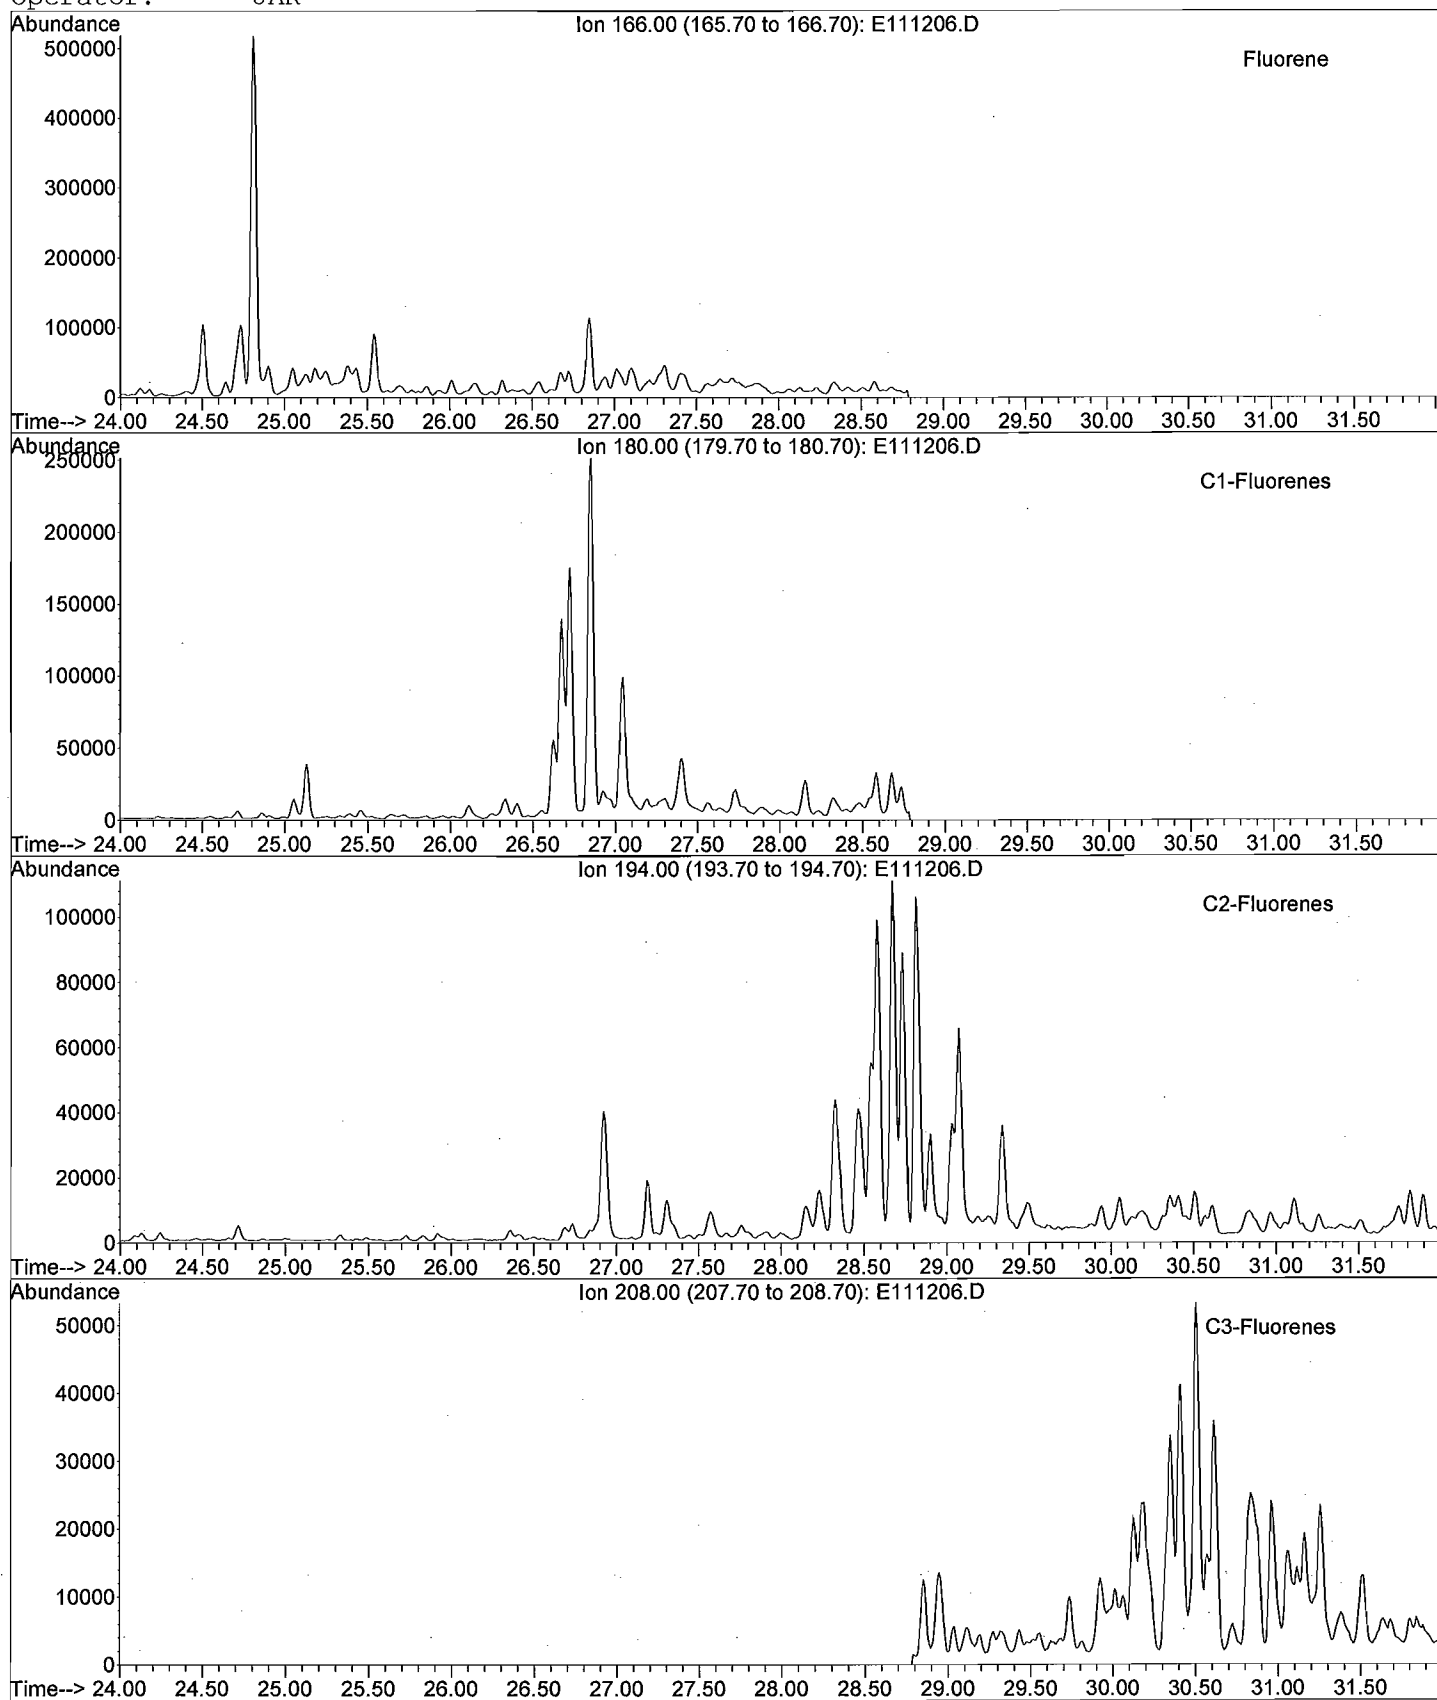 Operator: JAR
Abundance
Ion 166.00 (165.70 to 166.70): E111206.D
Fluorene
500000
400000
300000
200000
100000
0
Time--> 24.00 24.50 25.00 25.50 26.00 26.50 27.00 27.50 28.00 28.50 29.00 29.50 30.00 30.50 31.00 31.50
Abundance
Ion 180.00 (179.70 to 180.70): E111206.D
C1-Fluorenes
250000
200000
150000
100000
50000
0
Time--> 24.00 24.50 25.00 25.50 26.00 26.50 27.00 27.50 28.00 28.50 29.00 29.50 30.00 30.50 31.00 31.50
Abundance
Ion 194.00 (193.70 to 194.70): E111206.D
C2-Fluorenes
100000
80000
60000
40000
20000
0
Time--> 24.00 24.50 25.00 25.50 26.00 26.50 27.00 27.50 28.00 28.50 29.00 29.50 30.00 30.50 31.00 31.50
Abundance
Ion 208.00 (207.70 to 208.70): E111206.D
C3-Fluorenes
50000
40000
30000
20000
10000
0
Time--> 24.00 24.50 25.00 25.50 26.00 26.50 27.00 27.50 28.00 28.50 29.00 29.50 30.00 30.50 31.00 31.50